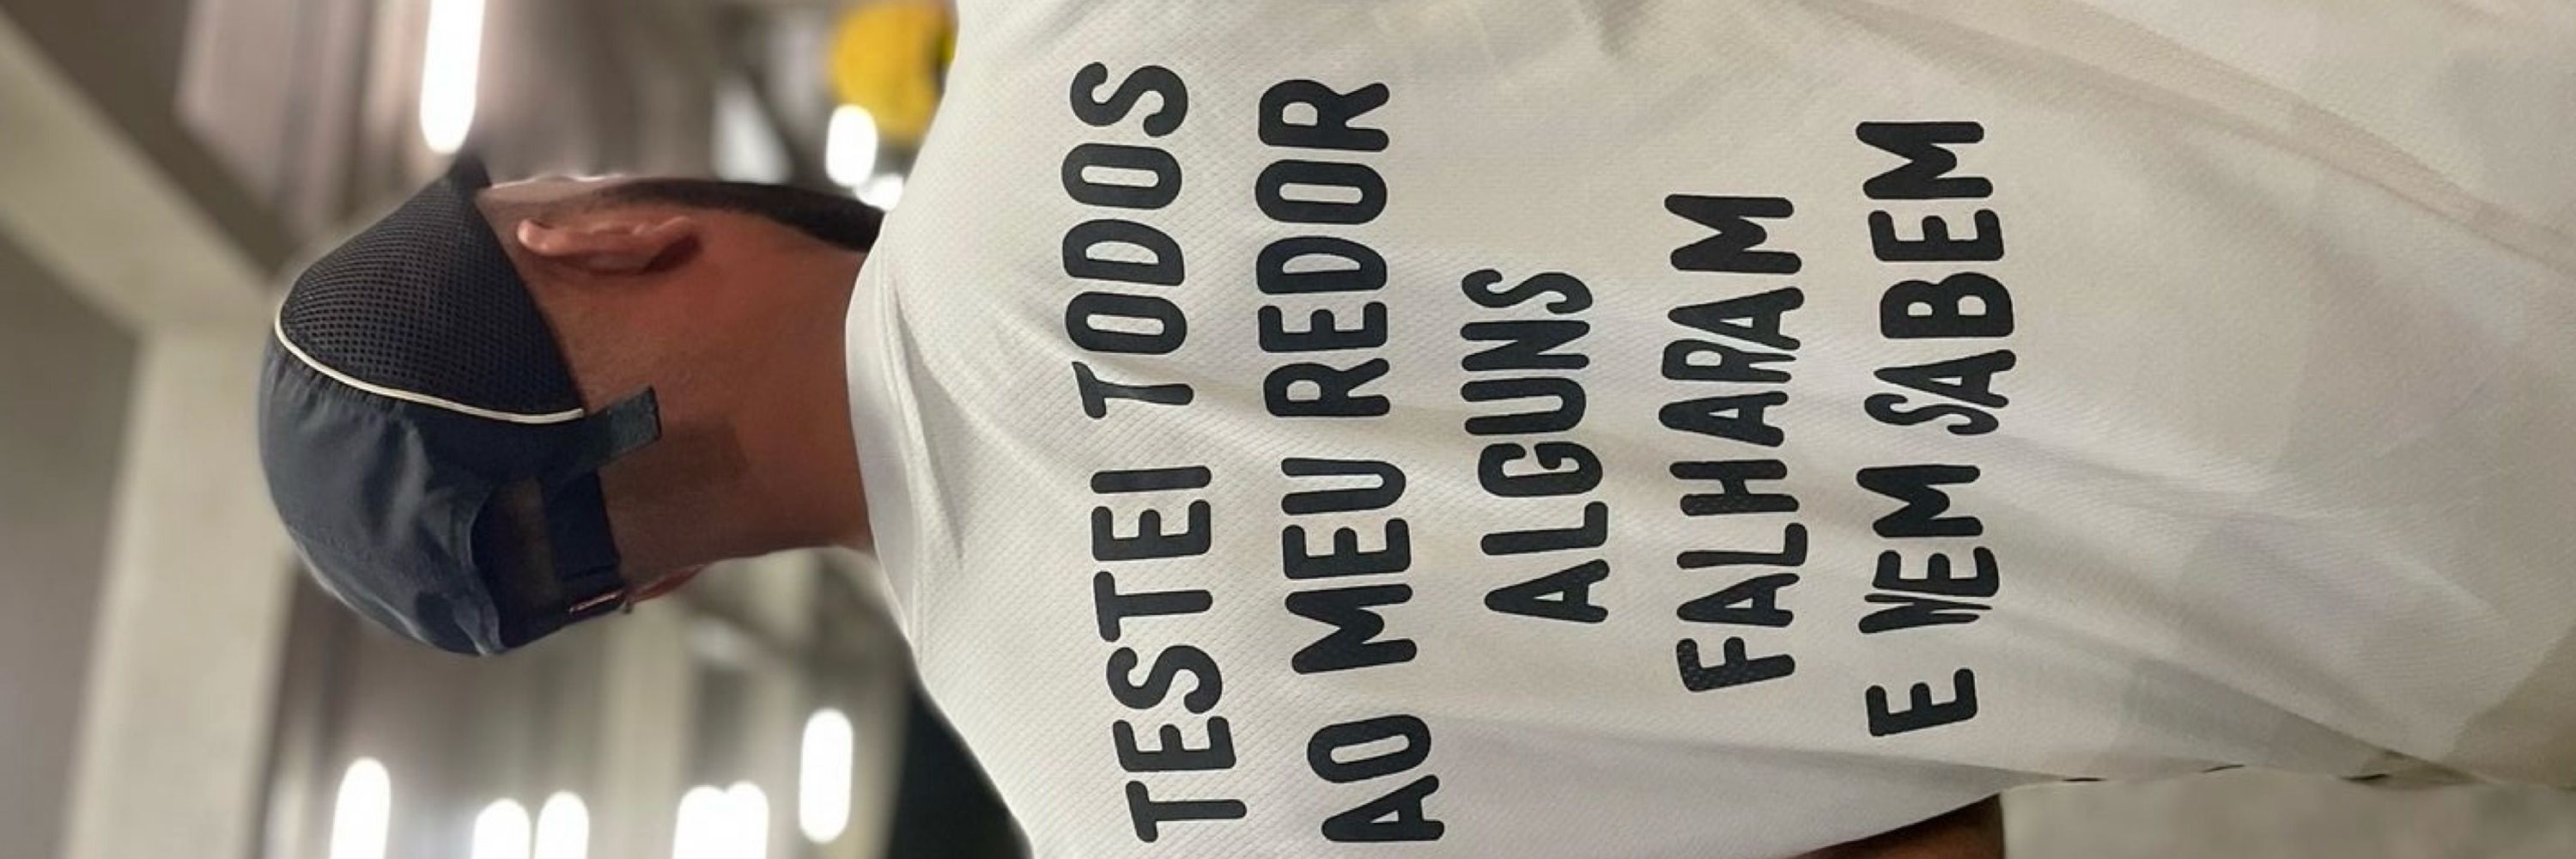 TESTEI TODOS
AO MEU REDOR
ALGUNS
FALHARAM
E NEM SABEM